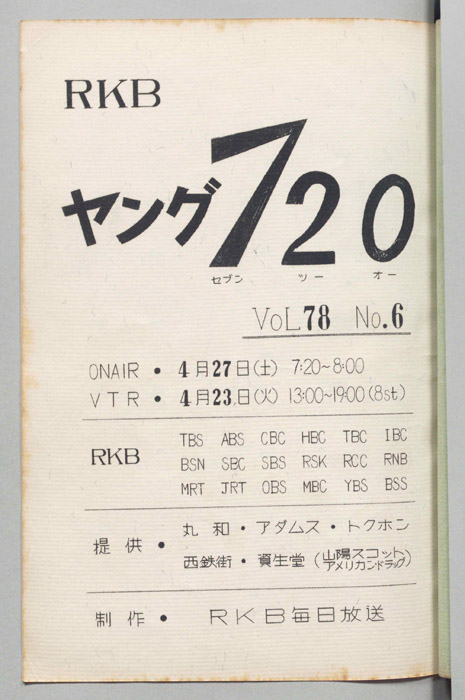 RKB
ヤング720
セブン ツー オー
VOL.78 No.6
ONAIR • 4月27日(土) 7:20~8:00
VTR • 4月23日(火) 13:00~19:00(8st)
TBS ABS CBC HBC TBC IBC
RKB BSN SBC SBS RSK RCC RNB
MRT JRT OBS MBC YBS BSS
提供 • 丸和・アダムス・トクホン
西鉄街・資生堂(山陽スコット、アメリカンドラッグ)
制作 • RKB毎日放送